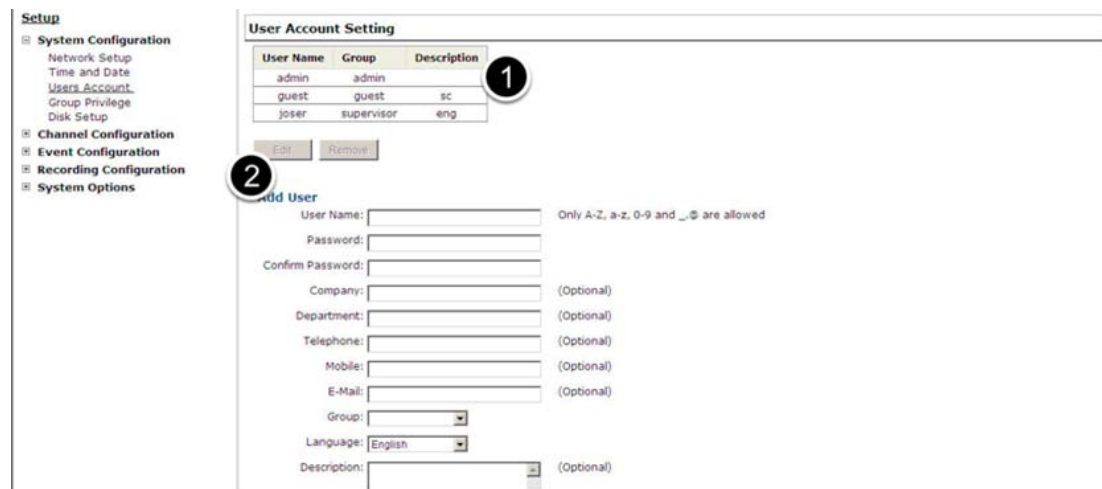 Setup
System Configuration
Network Setup
Time and Date
Users Account
Group Privilege
Disk Setup
Channel Configuration
Event Configuration
Recording Configuration
System Options
User Account Setting
User Name Group Description
admin admin
guest guest sc
joser supervisor eng
1
Edit Remove
2
Add User
User Name: Only A-Z, a-z, 0-9 and _.@ are allowed
Password:
Confirm Password:
Company: (Optional)
Department: (Optional)
Telephone: (Optional)
Mobile: (Optional)
E-Mail: (Optional)
Group:
Language: English
Description: (Optional)